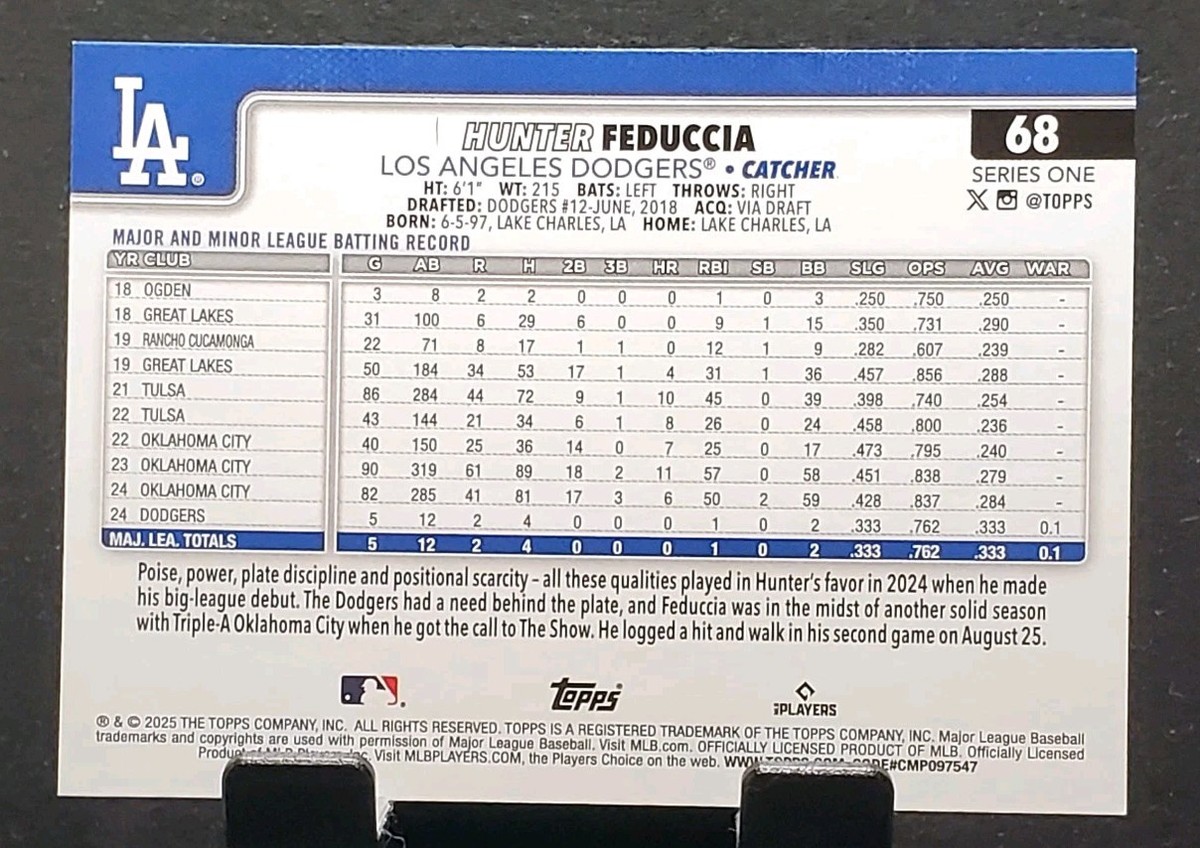 LA®
HUNTER FEDUCCIA
68
LOS ANGELES DODGERS® • CATCHER
SERIES ONE
HT: 6'1" WT: 215 BATS: LEFT THROWS: RIGHT
@TOPPS
DRAFTED: DODGERS #12-JUNE, 2018 ACQ: VIA DRAFT
BORN: 6-5-97, LAKE CHARLES, LA HOME: LAKE CHARLES, LA
MAJOR AND MINOR LEAGUE BATTING RECORD
YR CLUB G AB R H 2B 3B HR RBI SB BB SLG OPS AVG WAR
18 OGDEN 3 8 2 2 0 0 0 1 0 3 .250 .750 .250 -
18 GREAT LAKES 31 100 6 29 6 0 0 9 1 15 .350 .731 .290 -
19 RANCHO CUCAMONGA 22 71 8 17 1 1 0 12 1 9 .282 .607 .239 -
19 GREAT LAKES 50 184 34 53 17 1 4 31 1 36 .457 .856 .288 -
21 TULSA 86 284 44 72 9 1 10 45 0 39 .398 .740 .254 -
22 TULSA 43 144 21 34 6 1 8 26 0 24 .458 .800 .236 -
22 OKLAHOMA CITY 40 150 25 36 14 0 7 25 0 17 .473 .795 .240 -
23 OKLAHOMA CITY 90 319 61 89 18 2 11 57 0 58 .451 .838 .279 -
24 OKLAHOMA CITY 82 285 41 81 17 3 6 50 2 59 .428 .837 .284 -
24 DODGERS 5 12 2 4 0 0 0 1 0 2 .333 .762 .333 0.1
MAJ. LEA. TOTALS 5 12 2 4 0 0 0 1 0 2 .333 .762 .333 0.1
Poise, power, plate discipline and positional scarcity – all these qualities played in Hunter's favor in 2024 when he made
his big-league debut. The Dodgers had a need behind the plate, and Feduccia was in the midst of another solid season
with Triple-A Oklahoma City when he got the call to The Show. He logged a hit and walk in his second game on August 25.
Topps®
PLAYERS
® & © 2025 THE TOPPS COMPANY, INC. ALL RIGHTS RESERVED. TOPPS IS A REGISTERED TRADEMARK OF THE TOPPS COMPANY, INC. Major League Baseball
trademarks and copyrights are used with permission of Major League Baseball. Visit MLB.com. OFFICIALLY LICENSED PRODUCT OF MLB. Officially Licensed
Visit MLBPLAYERS.COM, the Players Choice on the web. CODE#CMP097547